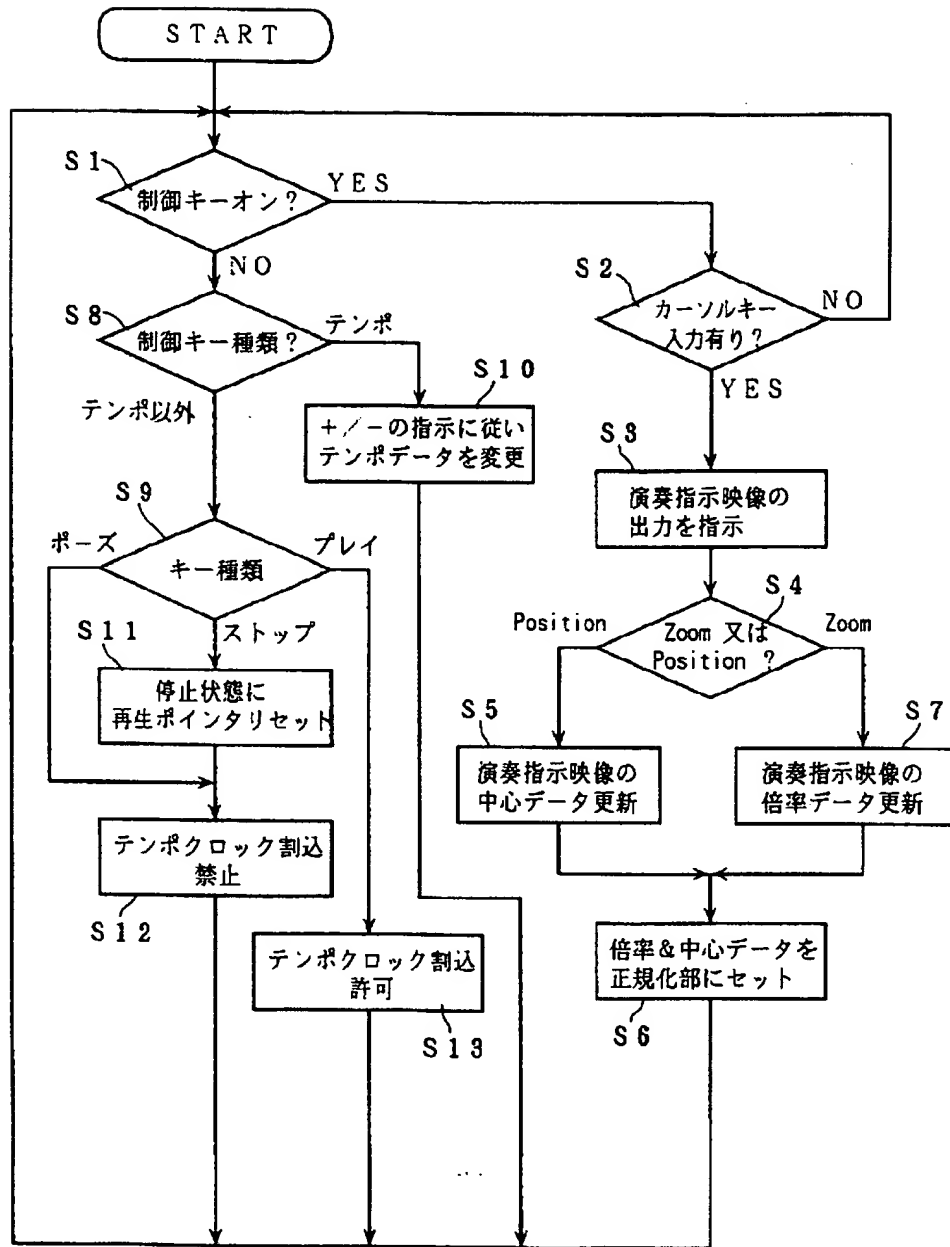 START
S1
制御キーオン?
YES
NO
S2
カーソルキー
入力有り?
NO
YES
S8
制御キー種類?
テンポ
テンポ以外
S10
+/-の指示に従い
テンポデータを変更
S3
演奏指示映像の
出力を指示
S9
ポーズ
キー種類
プレイ
ストップ
S4
Position
Zoom 又は
Position ?
Zoom
S11
停止状態に
再生ポインタリセット
S5
演奏指示映像の
中心データ更新
S7
演奏指示映像の
倍率データ更新
テンポクロック割込
禁止
S12
テンポクロック割込
許可
S13
倍率&中心データを
正規化部にセット
S6